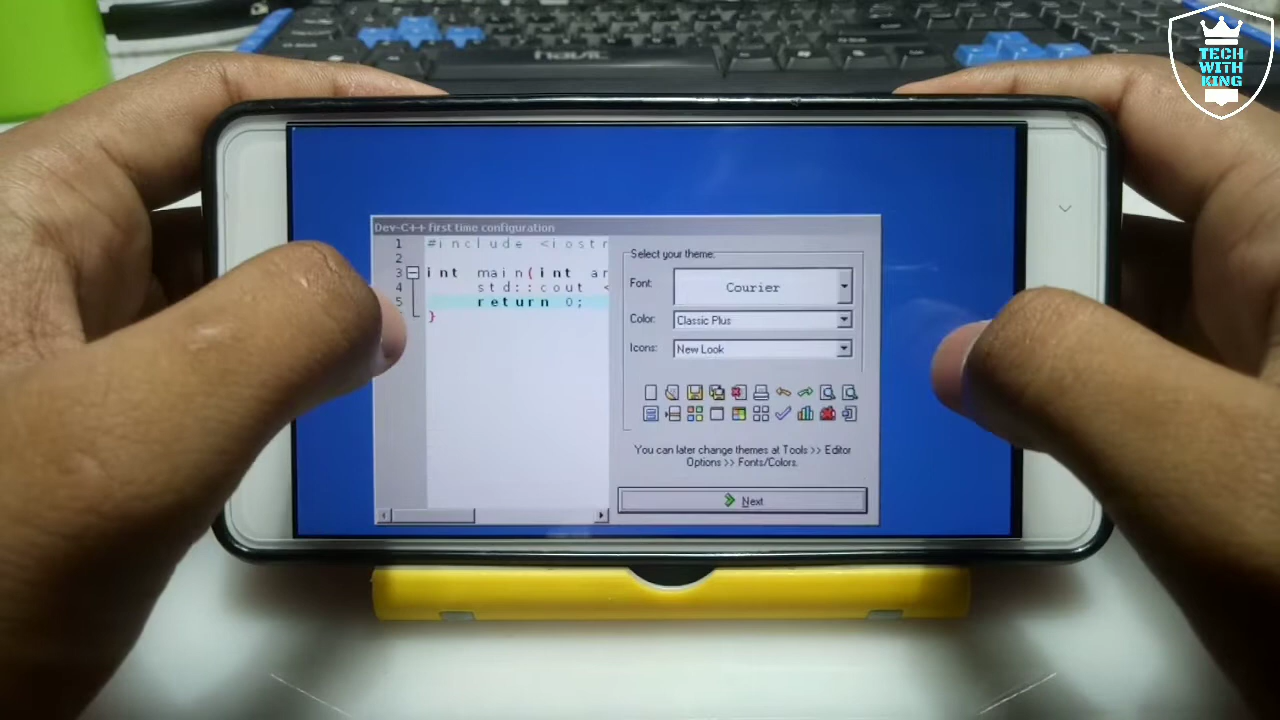 TECH
WITH
KING
HAVIC
Dev-C++ first time configuration
1 #include <iostr
2
3 int main(int ar
4 std::cout <
5 return 0;
}
Select your theme:
Font: Courier
Color: Classic Plus
Icons: New Look
You can later change themes at Tools >> Editor
Options >> Fonts/Colors.
Next